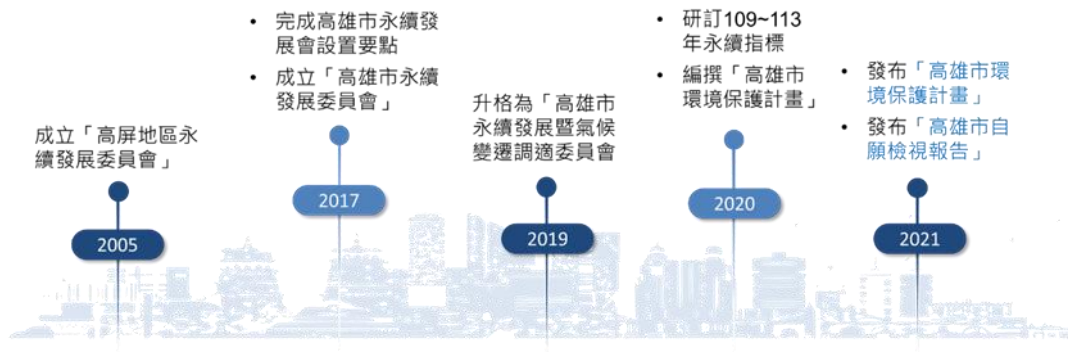 成立「高屏地區永
續發展委員會」
2005
• 完成高雄市永續發
展會設置要點
• 成立「高雄市永續
發展委員會」
2017
升格為「高雄市
永續發展暨氣候
變遷調適委員會
2019
• 研訂109~113
年永續指標
• 編撰「高雄市
環境保護計畫」
2020
• 發布「高雄市環
境保護計畫」
• 發布「高雄市自
願檢視報告」
2021